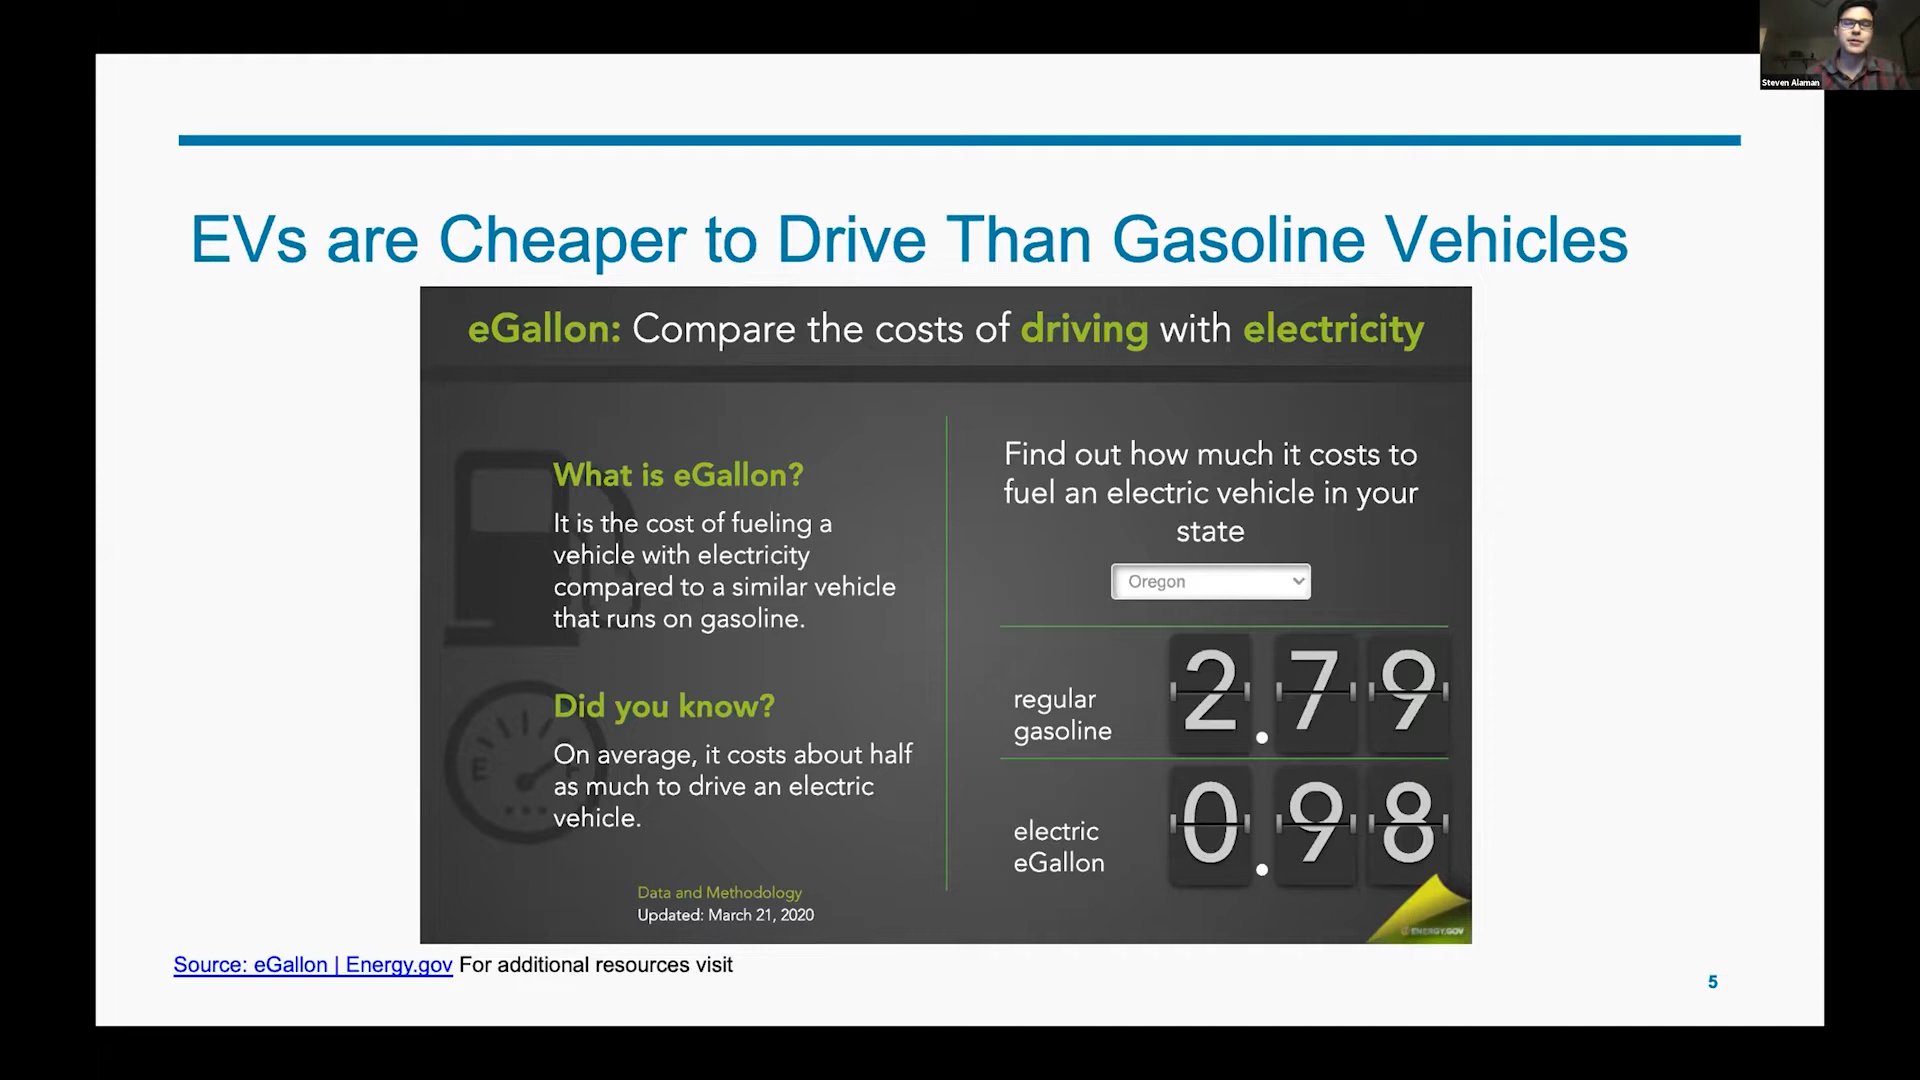 Steven Alaman
EVs are Cheaper to Drive Than Gasoline Vehicles
eGallon: Compare the costs of driving with electricity
What is eGallon?
It is the cost of fueling a
vehicle with electricity
compared to a similar vehicle
that runs on gasoline.
Did you know?
On average, it costs about half
as much to drive an electric
vehicle.
Data and Methodology
Updated: March 21, 2020
Find out how much it costs to
fuel an electric vehicle in your
state
Oregon
regular
gasoline
2.79
electric
eGallon
0.98
E F
ENERGY.GOV
Source: eGallon | Energy.gov For additional resources visit
5